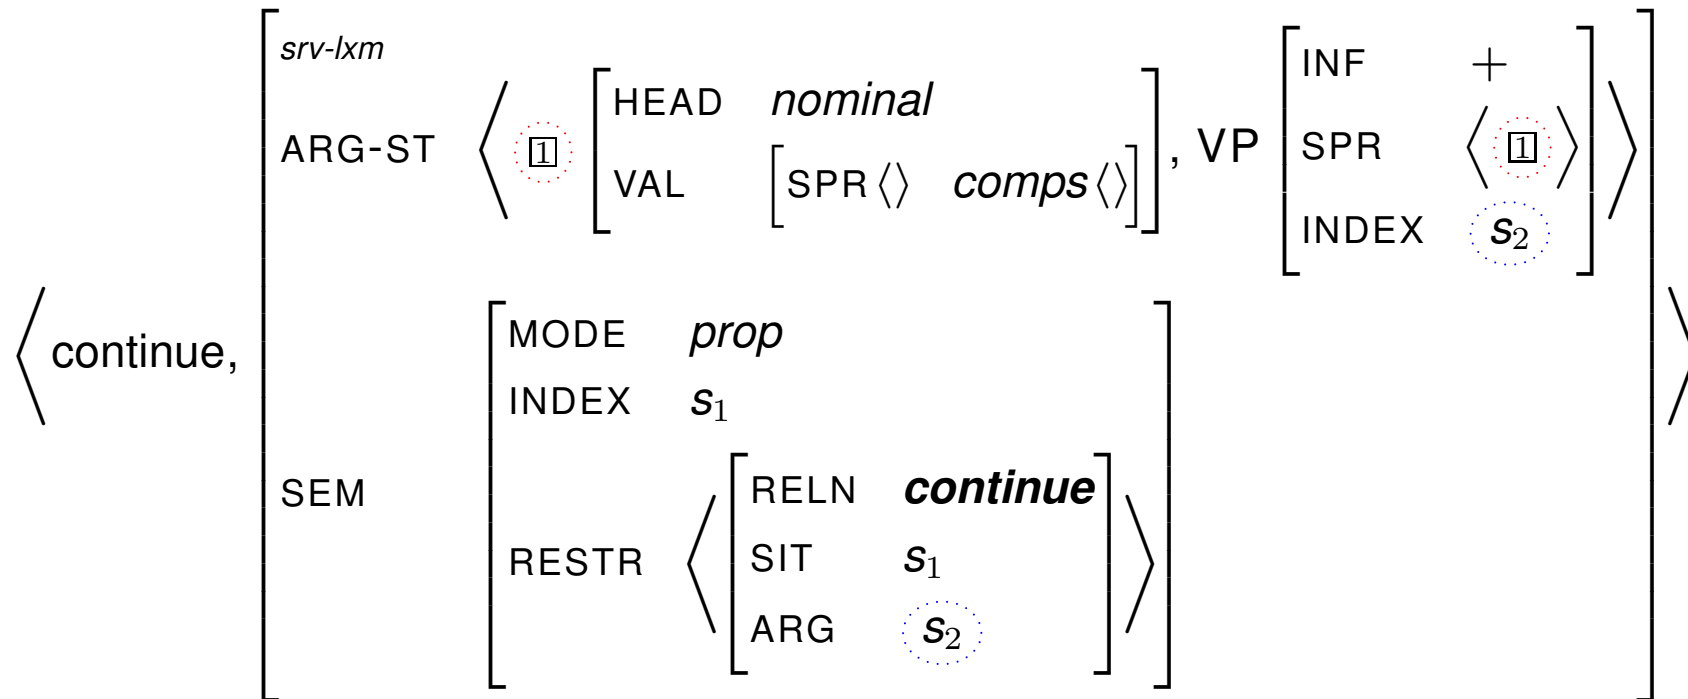 srv-lxm
HEAD nominal
INF +
ARG-ST ⟨ 1 , VP SPR ⟨ 1 ⟩ ⟩
VAL [ SPR ⟨⟩ comps ⟨⟩ ]
INDEX s2
MODE prop
⟨ continue,
INDEX s1
SEM
RELN continue
RESTR ⟨ SIT s1 ⟩
ARG s2